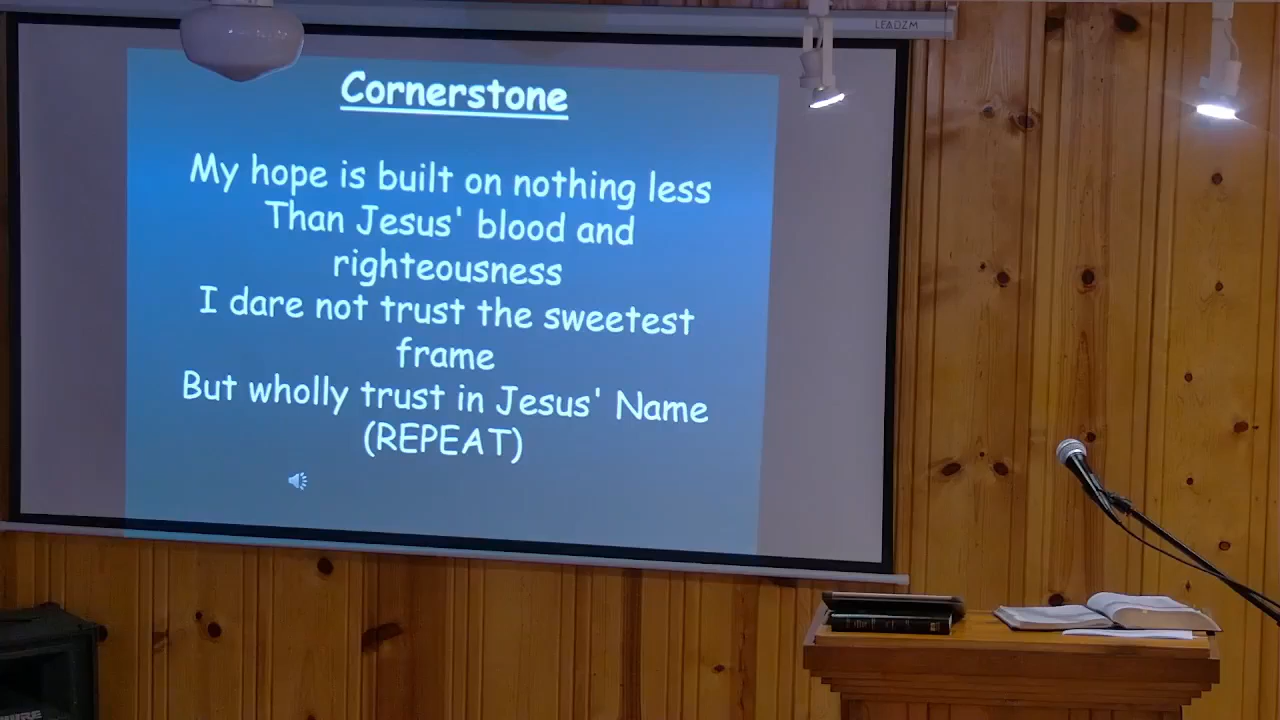 LEADZM
Cornerstone
My hope is built on nothing less
Than Jesus' blood and
righteousness
I dare not trust the sweetest
frame
But wholly trust in Jesus' Name
(REPEAT)